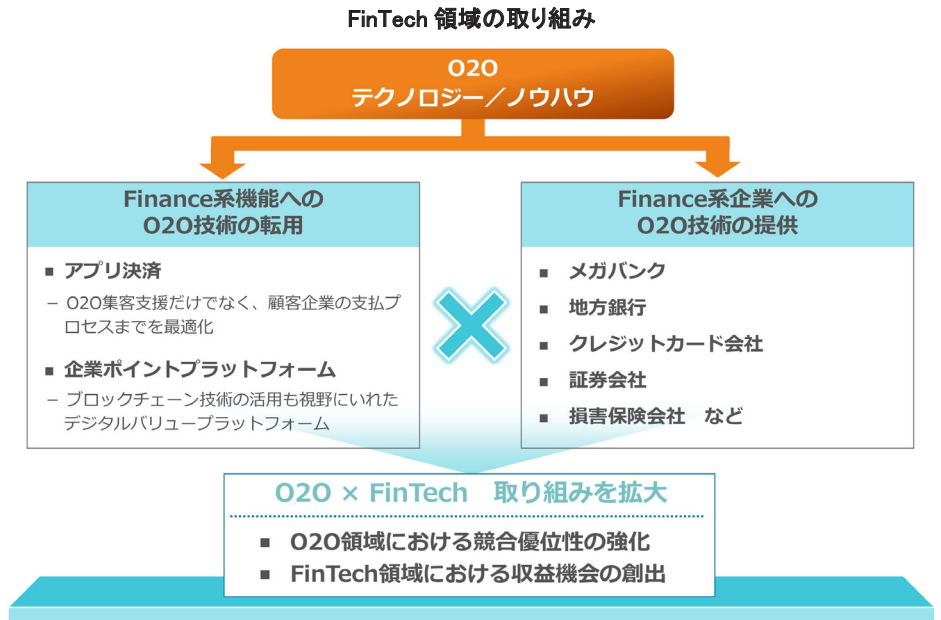 FinTech 領域の取り組み
O2O
テクノロジー／ノウハウ
Finance系機能への
O2O技術の転用
■ アプリ決済
－ O2O集客支援だけでなく、顧客企業の支払プ
ロセスまでを最適化
■ 企業ポイントプラットフォーム
－ ブロックチェーン技術の活用も視野にいれた
デジタルバリュープラットフォーム
Finance系企業への
O2O技術の提供
■ メガバンク
■ 地方銀行
■ クレジットカード会社
■ 証券会社
■ 損害保険会社　など
O2O × FinTech　取り組みを拡大
■ O2O領域における競合優位性の強化
■ FinTech領域における収益機会の創出